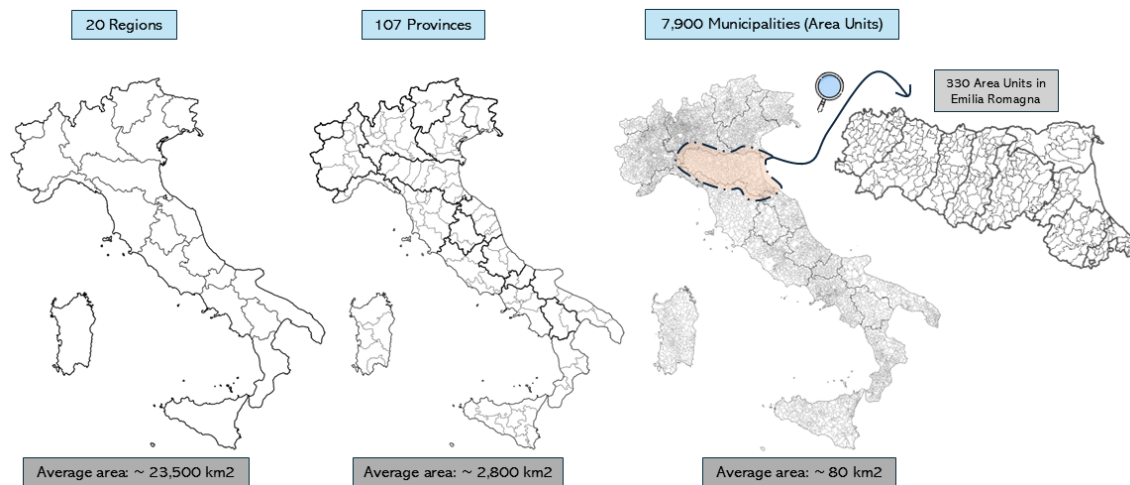 20 Regions
107 Provinces
7,900 Municipalities (Area Units)
330 Area Units in
Emilia Romagna
Average area: ~ 23,500 km2
Average area: ~ 2,800 km2
Average area: ~ 80 km2